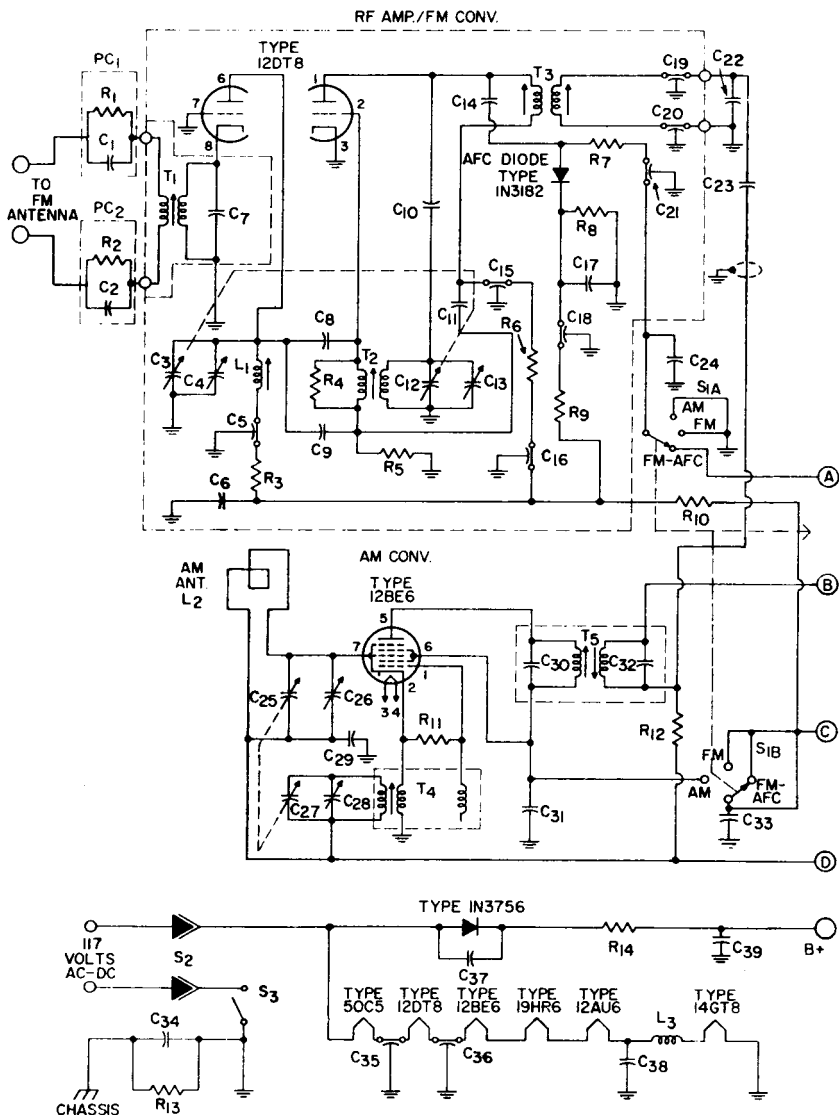 RF AMP./FM CONV.
TYPE
12DT8
PC1
R1
C1
TO
FM
ANTENNA
PC2
R2
C2
T1
C7
6
7
8
1
2
3
C14
T3
C19
C22
C20
AFC DIODE
TYPE
IN3182
R7
C21
C23
C10
R8
C17
C15
C11
C18
R6
C24
C3
C4
L1
C8
R4
T2
C12
C13
R9
S1A
AM
FM
FM-AFC
C5
C9
R5
C16
A
C6
R3
R10
AM
ANT.
L2
AM CONV.
TYPE
12BE6
5
7
6
1
2
3 4
B
C30
T5
C32
C25
C26
R11
R12
C29
C
FM
S1B
AM
FM-
AFC
C27
C28
T4
C31
C33
D
117
VOLTS
AC-DC
S2
TYPE IN3756
C37
R14
C39
B+
S3
C34
R13
CHASSIS
TYPE
50C5
TYPE
12DT8
TYPE
12BE6
TYPE
19HR6
TYPE
12AU6
L3
TYPE
14GT8
C35
C36
C38